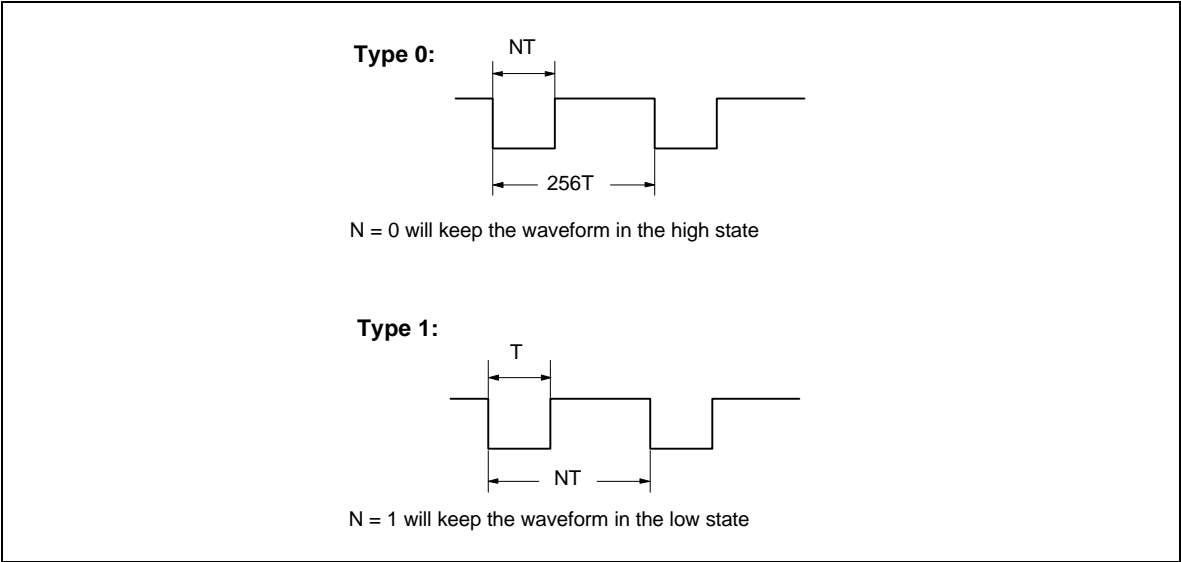 Type 0:
NT
256T
N = 0 will keep the waveform in the high state
Type 1:
T
NT
N = 1 will keep the waveform in the low state